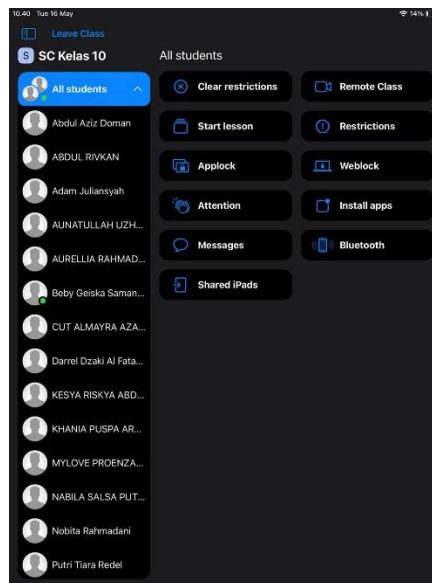 10.40 Tue 16 May 14%
Leave Class
S SC Kelas 10
All students
All students
Clear restrictions
Remote Class
Abdul Aziz Doman
Start lesson
Restrictions
ABDUL RIVKAN
Applock
Weblock
Adam Juliansyah
Attention
Install apps
AUNATULLAH UZH...
Messages
Bluetooth
AURELLIA RAHMAD...
Shared iPads
Beby Geiska Saman...
CUT ALMAYRA AZA...
Darrel Dzaki Al Fata...
KESYA RISKYA ABD...
KHANIA PUSPA AR...
MYLOVE PROENZA...
NABILA SALSA PUT...
Nobita Rahmadani
Putri Tiara Redel